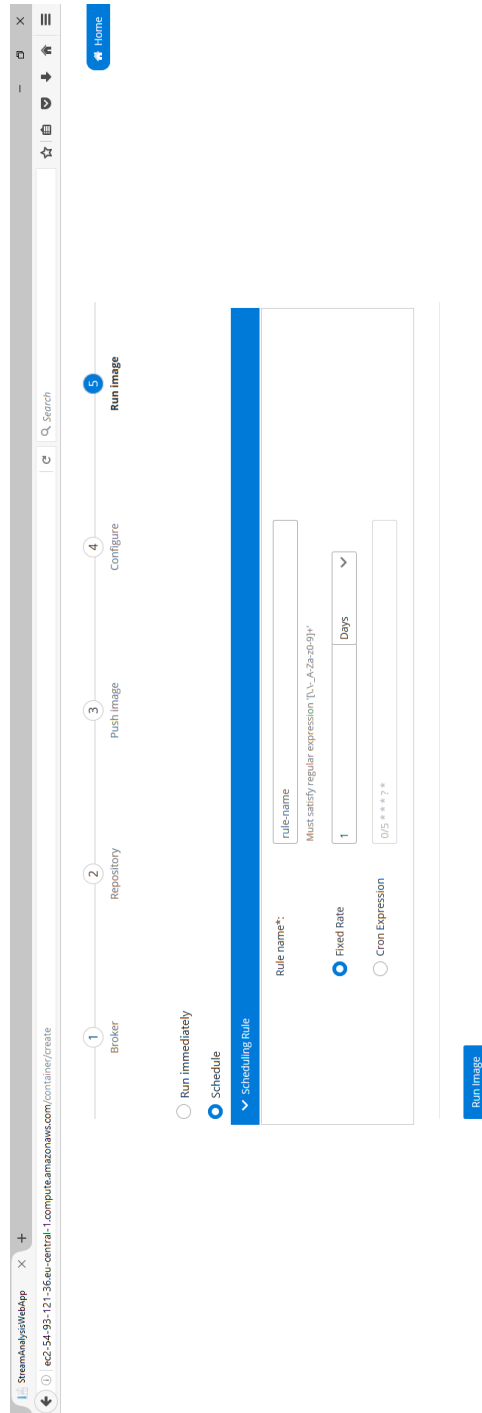 StreamAnalysisWebApp
ec2-54-93-121-36.eu-central-1.compute.amazonaws.com/container/create
Search
Home
1 2 3 4 5
Broker Repository Push image Configure Run image
Run immediately
Schedule
Scheduling Rule
Rule name*: rule-name
Must satisfy regular expression '[\.\-_A-Za-z0-9]+'
Fixed Rate 1 Days
Cron Expression 0/5 * * * ? *
Run Image